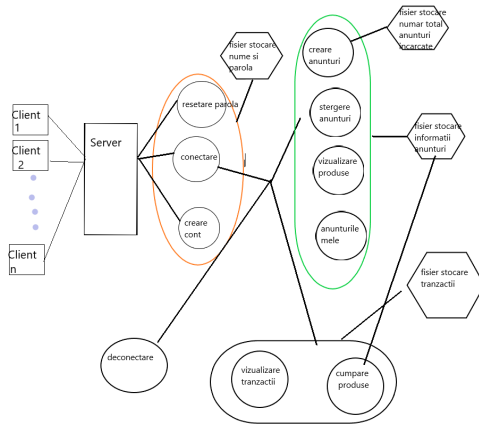 fisier stocare
nume si
parola
fisier stocare
numar total
anunturi
incarcate
creare
anunturi
Client
1
Client
2
Client
n
Server
resetare parola
conectare
creare
cont
stergere
anunturi
vizualizare
produse
anunturile
mele
fisier stocare
informatii
anunturi
fisier stocare
tranzactii
deconectare
vizualizare
tranzactii
cumpare
produse